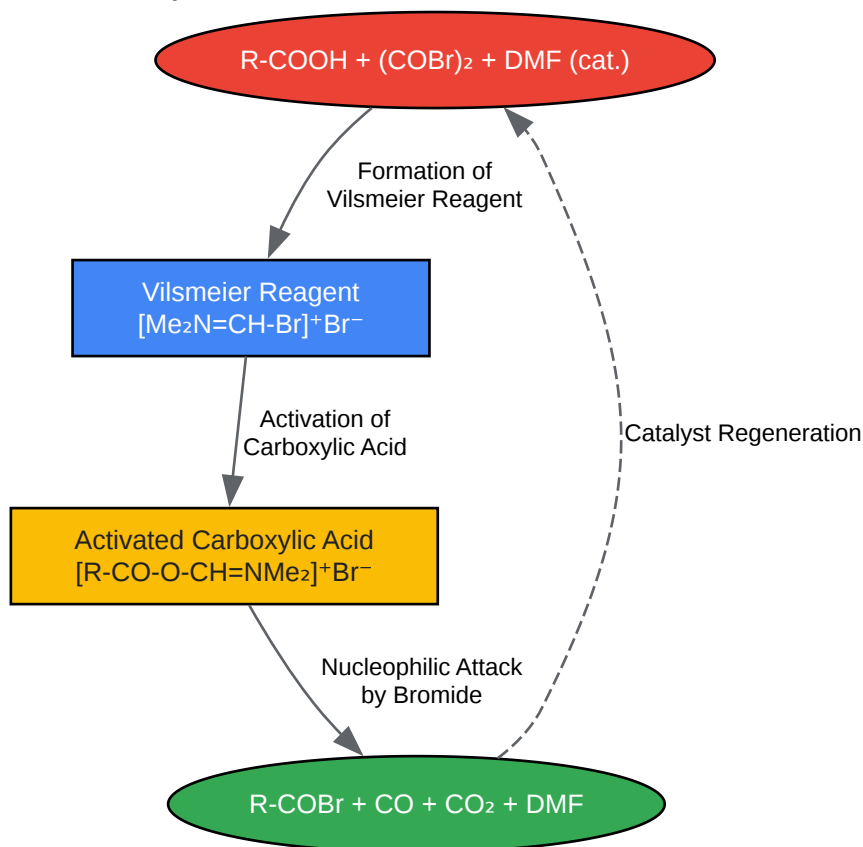 R-COOH + (COBr)₂ + DMF (cat.)
Formation of
Vilsmeier Reagent
Vilsmeier Reagent
[Me₂N=CH-Br]⁺Br⁻
Activation of
Carboxylic Acid
Catalyst Regeneration
Activated Carboxylic Acid
[R-CO-O-CH=NMe₂]⁺Br⁻
Nucleophilic Attack
by Bromide
R-COBr + CO + CO₂ + DMF